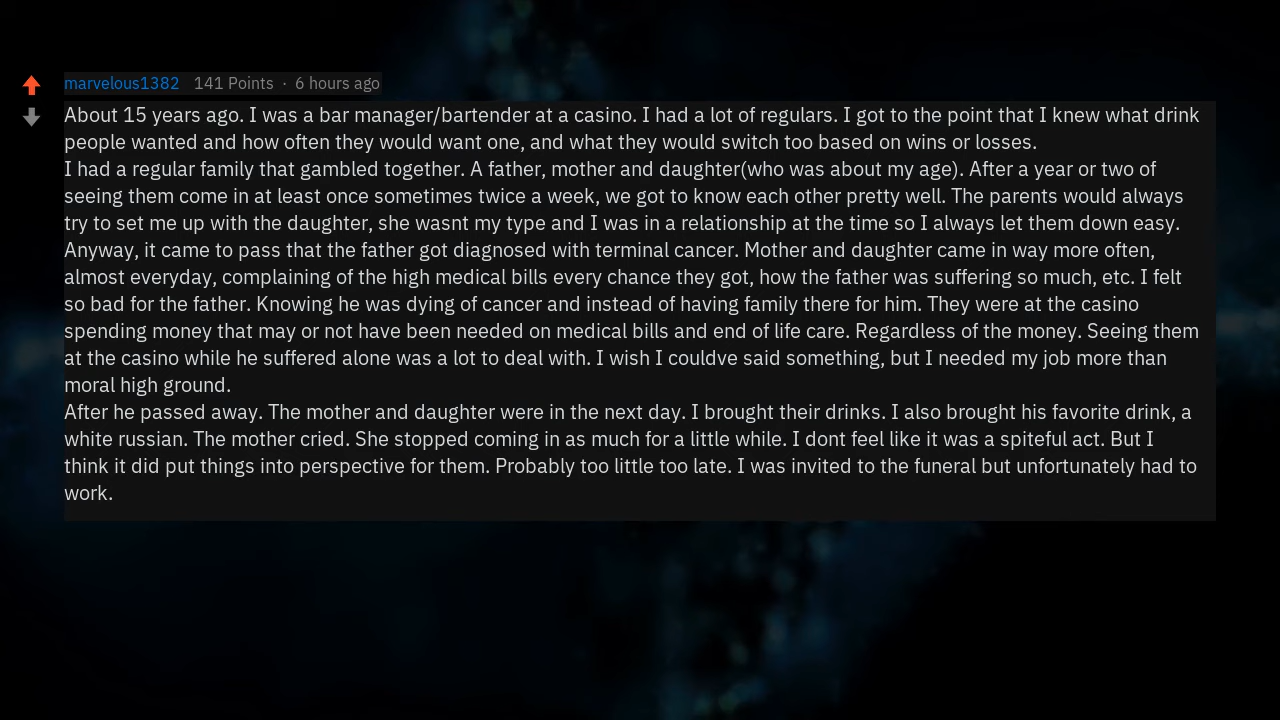 marvelous1382 141 Points · 6 hours ago
About 15 years ago. I was a bar manager/bartender at a casino. I had a lot of regulars. I got to the point that I knew what drink
people wanted and how often they would want one, and what they would switch too based on wins or losses.
I had a regular family that gambled together. A father, mother and daughter(who was about my age). After a year or two of
seeing them come in at least once sometimes twice a week, we got to know each other pretty well. The parents would always
try to set me up with the daughter, she wasnt my type and I was in a relationship at the time so I always let them down easy.
Anyway, it came to pass that the father got diagnosed with terminal cancer. Mother and daughter came in way more often,
almost everyday, complaining of the high medical bills every chance they got, how the father was suffering so much, etc. I felt
so bad for the father. Knowing he was dying of cancer and instead of having family there for him. They were at the casino
spending money that may or not have been needed on medical bills and end of life care. Regardless of the money. Seeing them
at the casino while he suffered alone was a lot to deal with. I wish I couldve said something, but I needed my job more than
moral high ground.
After he passed away. The mother and daughter were in the next day. I brought their drinks. I also brought his favorite drink, a
white russian. The mother cried. She stopped coming in as much for a little while. I dont feel like it was a spiteful act. But I
think it did put things into perspective for them. Probably too little too late. I was invited to the funeral but unfortunately had to
work.